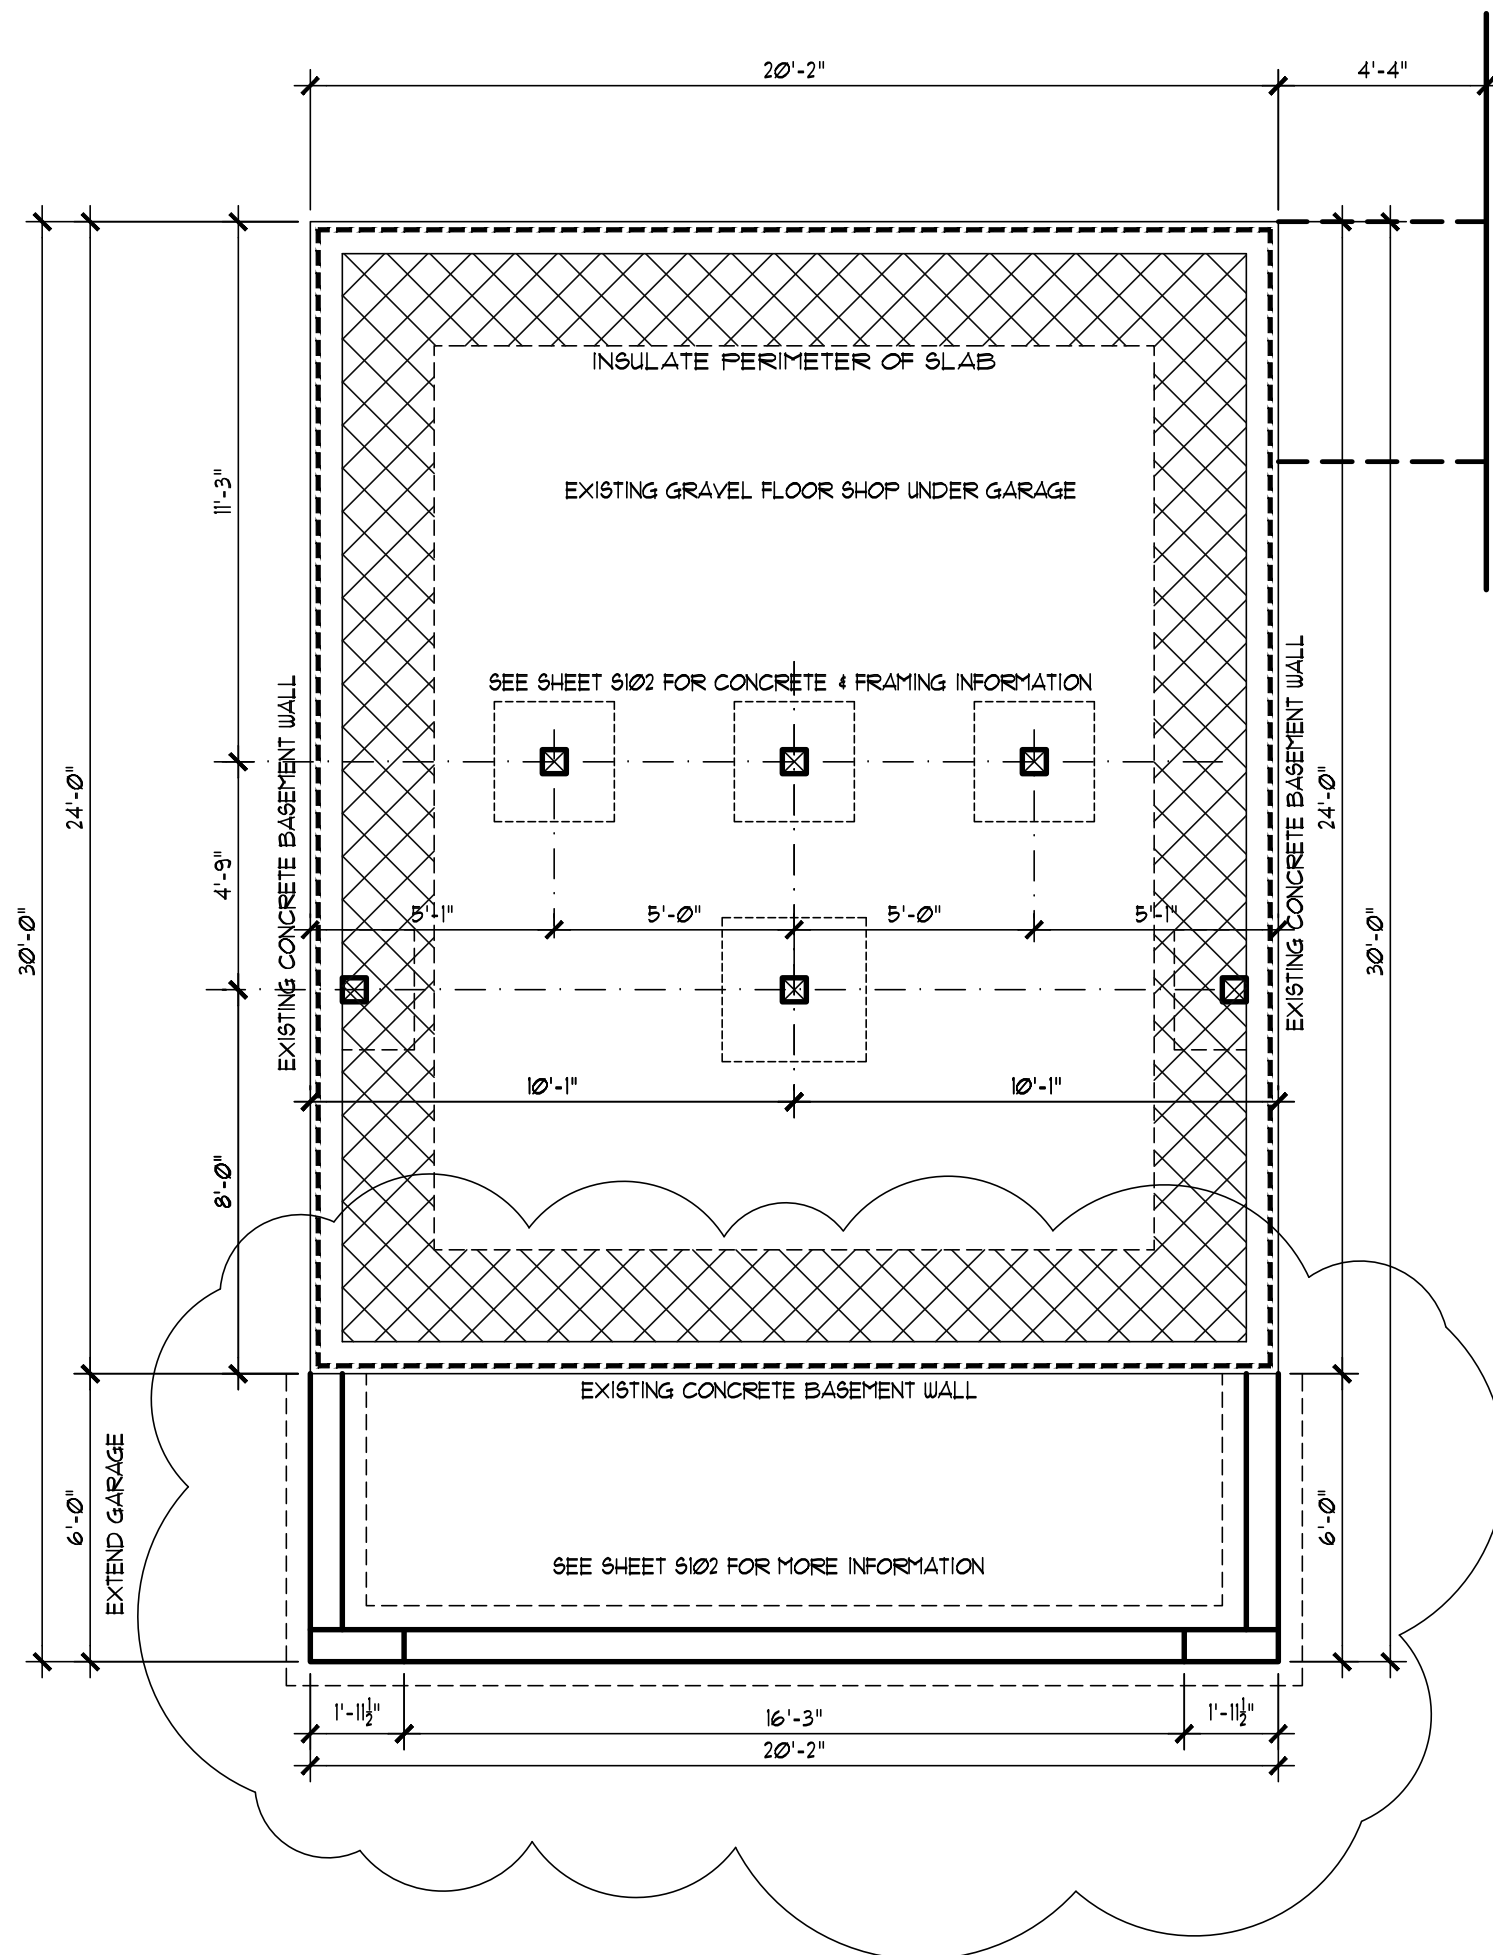 20'-2"
4'-4"
INSULATE PERIMETER OF SLAB
11'-3"
EXISTING GRAVEL FLOOR SHOP UNDER GARAGE
SEE SHEET S102 FOR CONCRETE & FRAMING INFORMATION
EXISTING CONCRETE BASEMENT WALL
EXISTING CONCRETE BASEMENT WALL
24'-0"
24'-0"
4'-9"
5'-1"
5'-0"
5'-0"
5'-1"
30'-0"
30'-0"
10'-1"
10'-1"
8'-0"
EXISTING CONCRETE BASEMENT WALL
6'-0"
EXTEND GARAGE
6'-0"
SEE SHEET S102 FOR MORE INFORMATION
1'-11½"
16'-3"
1'-11½"
20'-2"